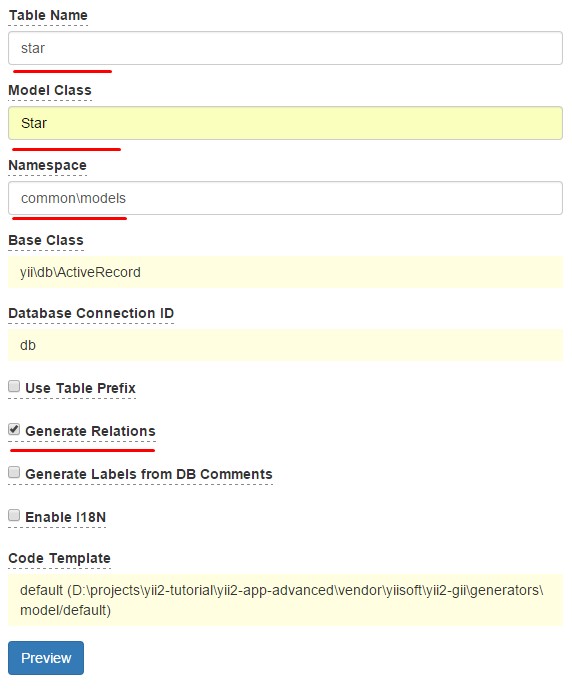 Table Name
star
Model Class
Star
Namespace
common\models
Base Class
yii\db\ActiveRecord
Database Connection ID
db
Use Table Prefix
Generate Relations
Generate Labels from DB Comments
Enable I18N
Code Template
default (D:\projects\yii2-tutorial\yii2-app-advanced\vendor\yiisoft\yii2-gii\generators\
model/default)
Preview